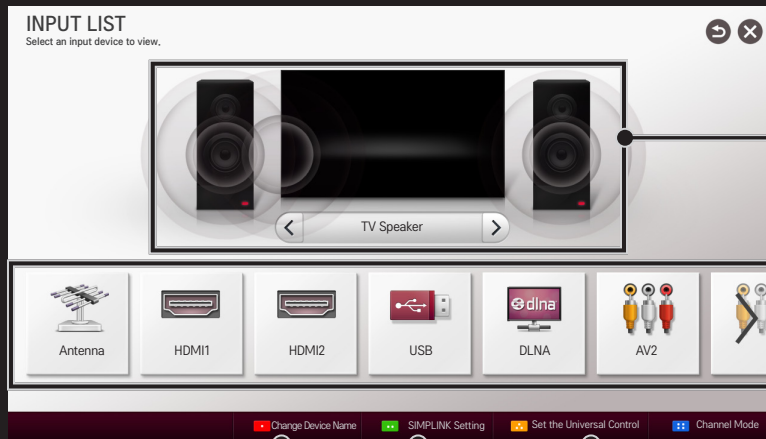 INPUT LIST
Select an input device to view.
TV Speaker
Antenna
HDMI1
HDMI2
USB
dlna
DLNA
AV2
Change Device Name
SIMPLINK Setting
Set the Universal Control
Channel Mode